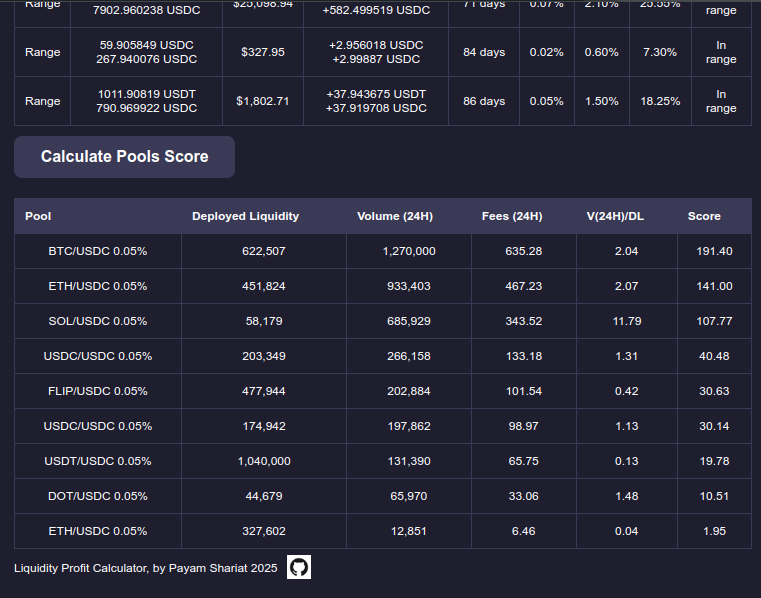 Range 7902.960238 USDC $25,098.94 +582.499519 USDC 71 days 0.07% 2.10% 25.55% range
59.905849 USDC +2.956018 USDC In
Range 267.940076 USDC $327.95 +2.99887 USDC 84 days 0.02% 0.60% 7.30% range
1011.90819 USDT +37.943675 USDT In
Range 790.969922 USDC $1,802.71 +37.919708 USDC 86 days 0.05% 1.50% 18.25% range
Calculate Pools Score
Pool Deployed Liquidity Volume (24H) Fees (24H) V(24H)/DL Score
BTC/USDC 0.05% 622,507 1,270,000 635.28 2.04 191.40
ETH/USDC 0.05% 451,824 933,403 467.23 2.07 141.00
SOL/USDC 0.05% 58,179 685,929 343.52 11.79 107.77
USDC/USDC 0.05% 203,349 266,158 133.18 1.31 40.48
FLIP/USDC 0.05% 477,944 202,884 101.54 0.42 30.63
USDC/USDC 0.05% 174,942 197,862 98.97 1.13 30.14
USDT/USDC 0.05% 1,040,000 131,390 65.75 0.13 19.78
DOT/USDC 0.05% 44,679 65,970 33.06 1.48 10.51
ETH/USDC 0.05% 327,602 12,851 6.46 0.04 1.95
Liquidity Profit Calculator, by Payam Shariat 2025